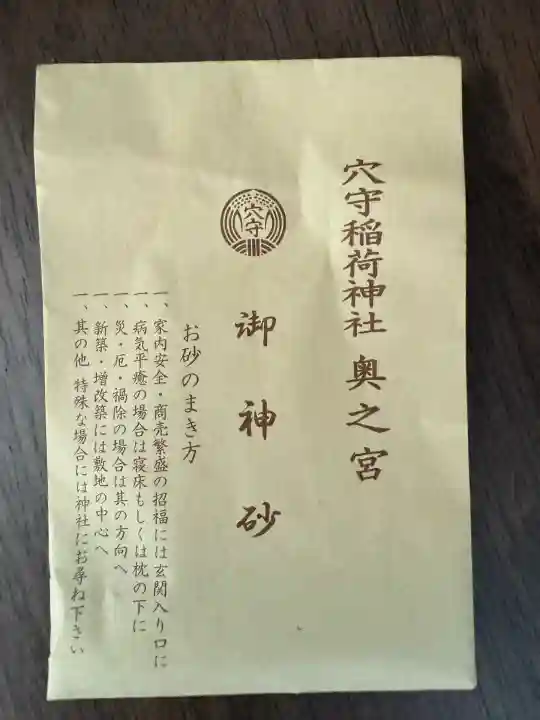 穴守稲荷神社 奥之宮
穴守
御神砂
お砂のまき方
一、家内安全・商売繁盛の招福には玄関入り口に
一、病気平癒の場合は寝床もしくは枕の下に
一、災・厄・禍除の場合は其の方向へ
一、新築・増改築には敷地の中心へ
一、其の他 特殊な場合には神社にお尋ね下さい